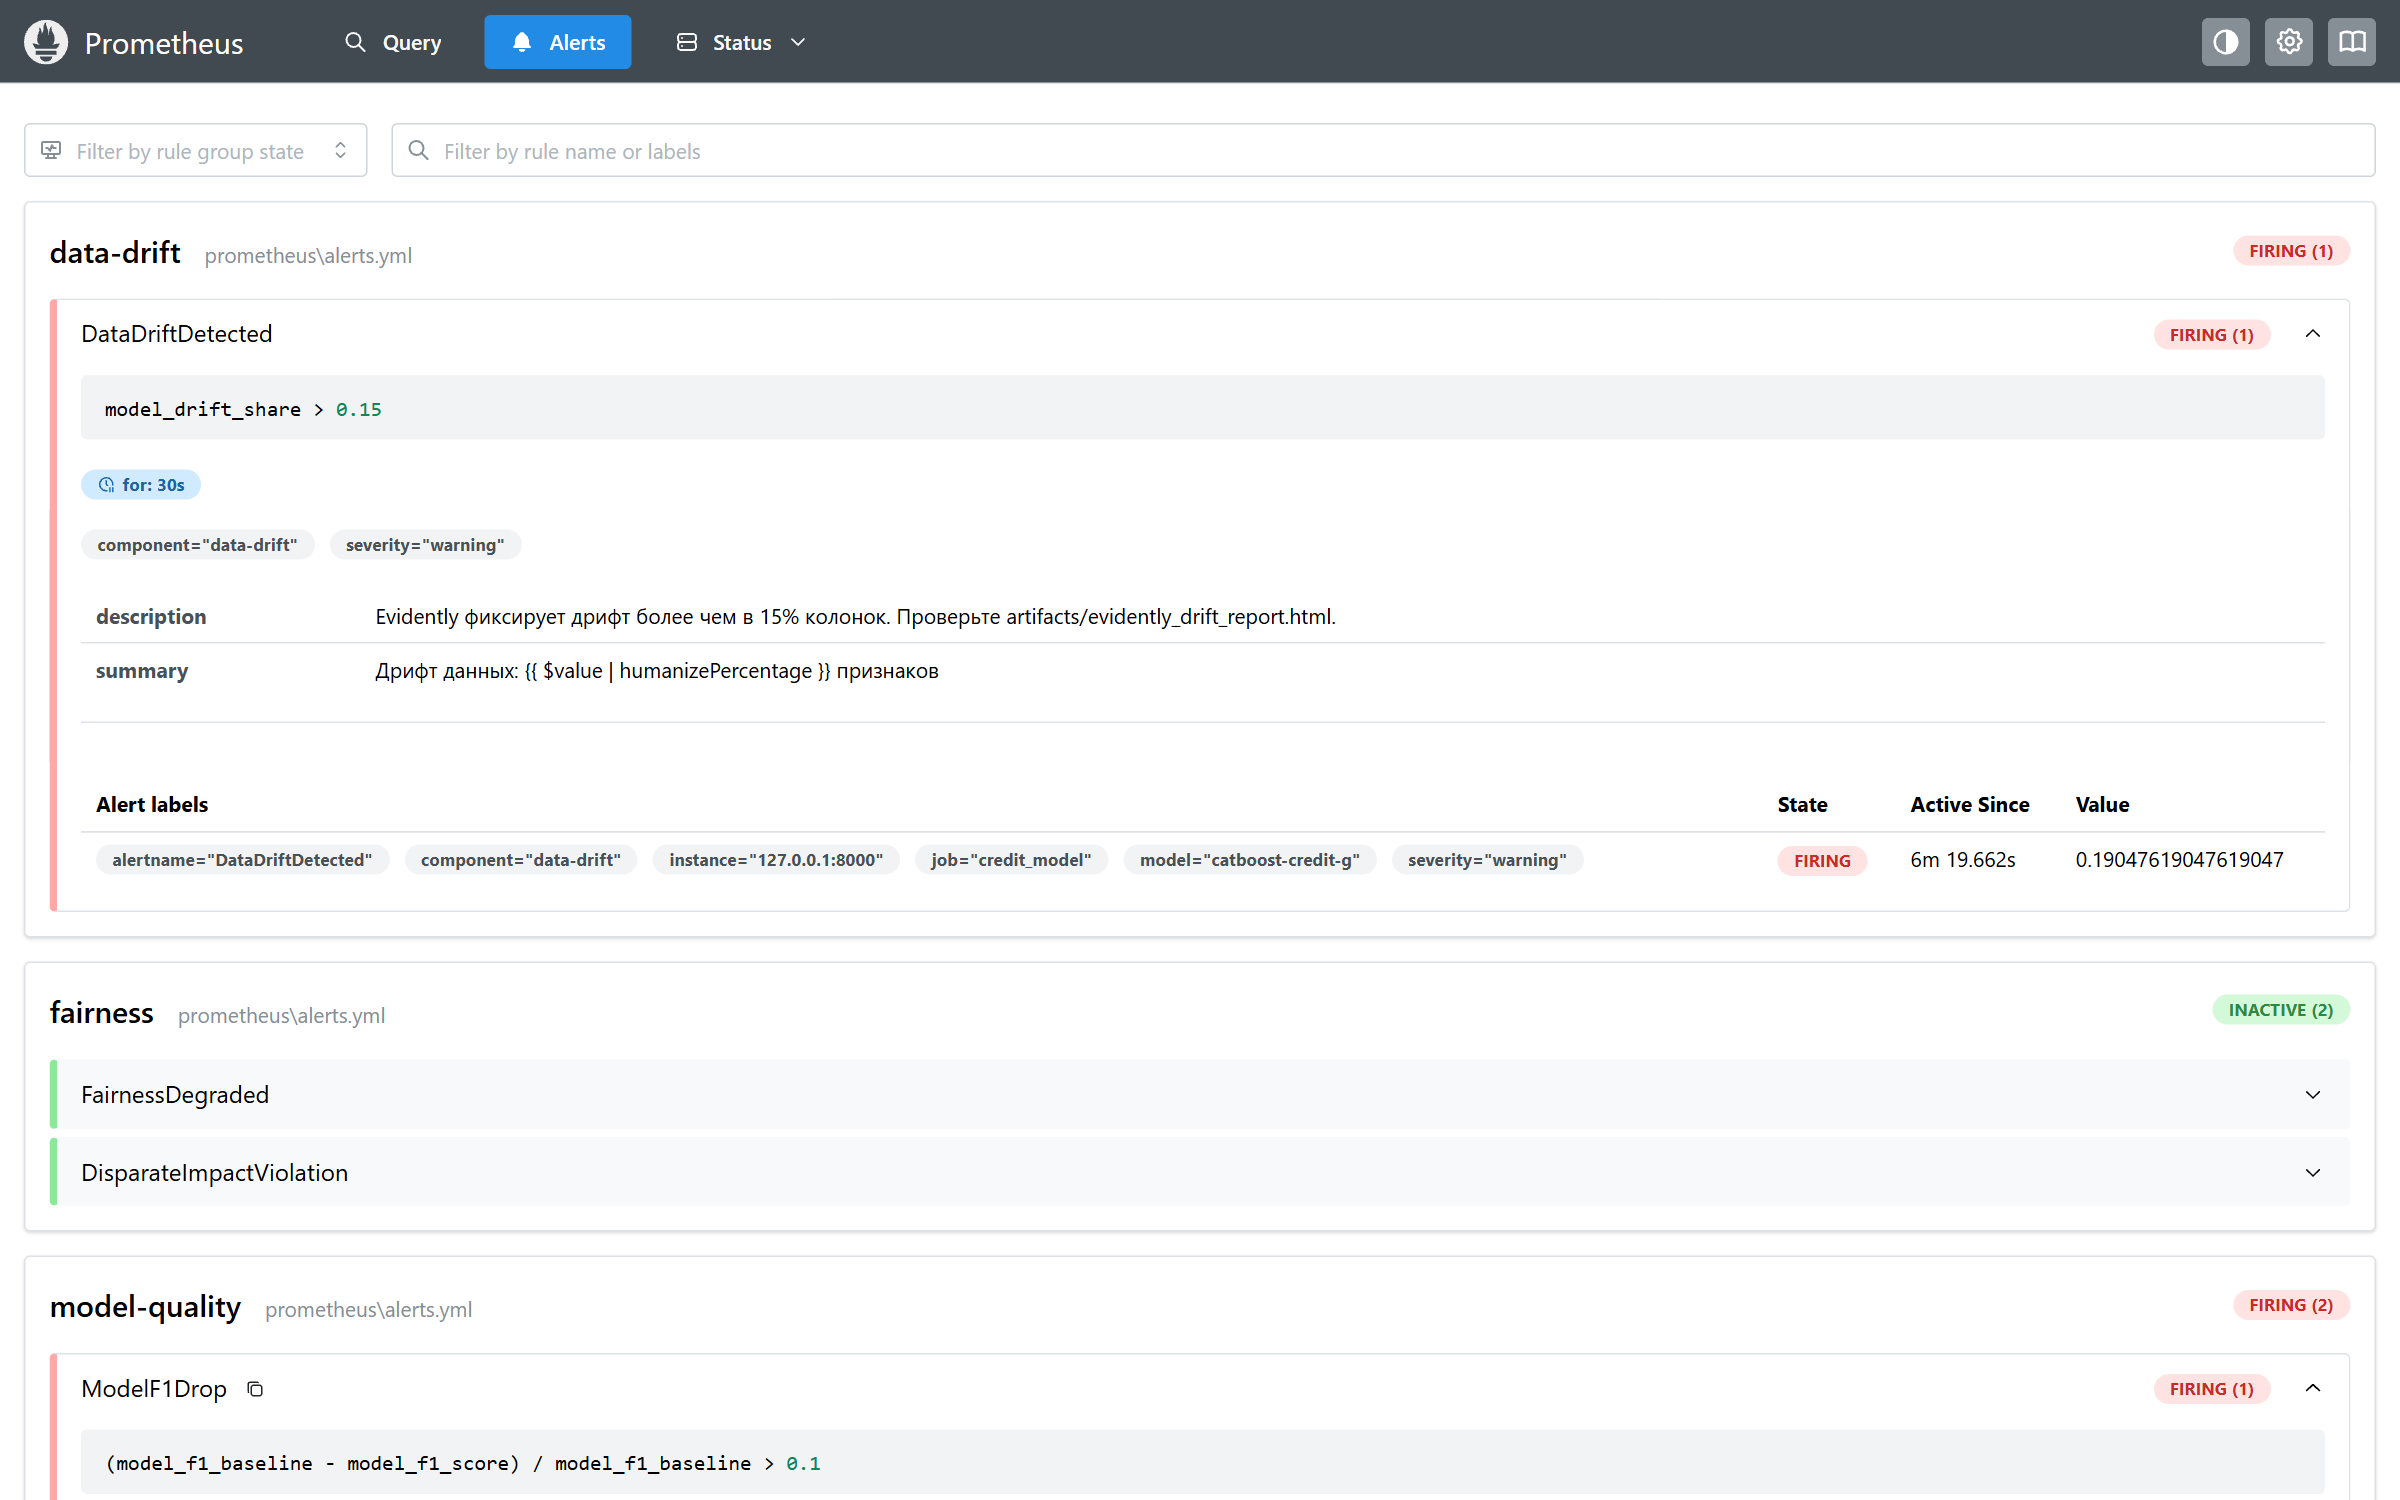 Prometheus Query Alerts Status
Filter by rule group state Filter by rule name or labels
data-drift prometheus\alerts.yml FIRING (1)
DataDriftDetected FIRING (1)
model_drift_share > 0.15
for: 30s
component="data-drift" severity="warning"
description Evidently фиксирует дрифт более чем в 15% колонок. Проверьте artifacts/evidently_drift_report.html.
summary Дрифт данных: {{ $value | humanizePercentage }} признаков
Alert labels State Active Since Value
alertname="DataDriftDetected" component="data-drift" instance="127.0.0.1:8000" job="credit_model" model="catboost-credit-g" severity="warning" FIRING 6m 19.662s 0.19047619047619047
fairness prometheus\alerts.yml INACTIVE (2)
FairnessDegraded
DisparateImpactViolation
model-quality prometheus\alerts.yml FIRING (2)
ModelF1Drop FIRING (1)
(model_f1_baseline - model_f1_score) / model_f1_baseline > 0.1